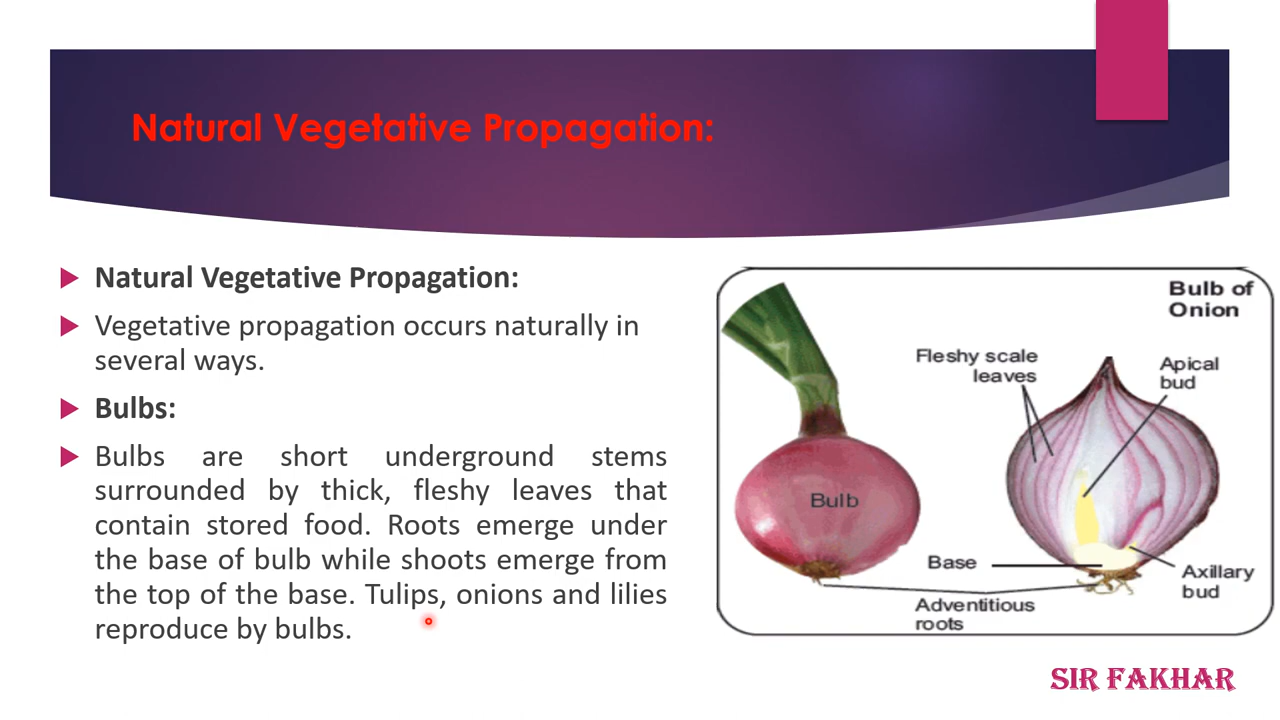 Natural Vegetative Propagation:
Natural Vegetative Propagation:
Vegetative propagation occurs naturally in
several ways.
Bulbs:
Bulbs are short underground stems
surrounded by thick, fleshy leaves that
contain stored food. Roots emerge under
the base of bulb while shoots emerge from
the top of the base. Tulips, onions and lilies
reproduce by bulbs.
Bulb of
Onion
Fleshy scale
leaves
Apical
bud
Bulb
Base
Axillary
bud
Adventitious
roots
SIR FAKHAR